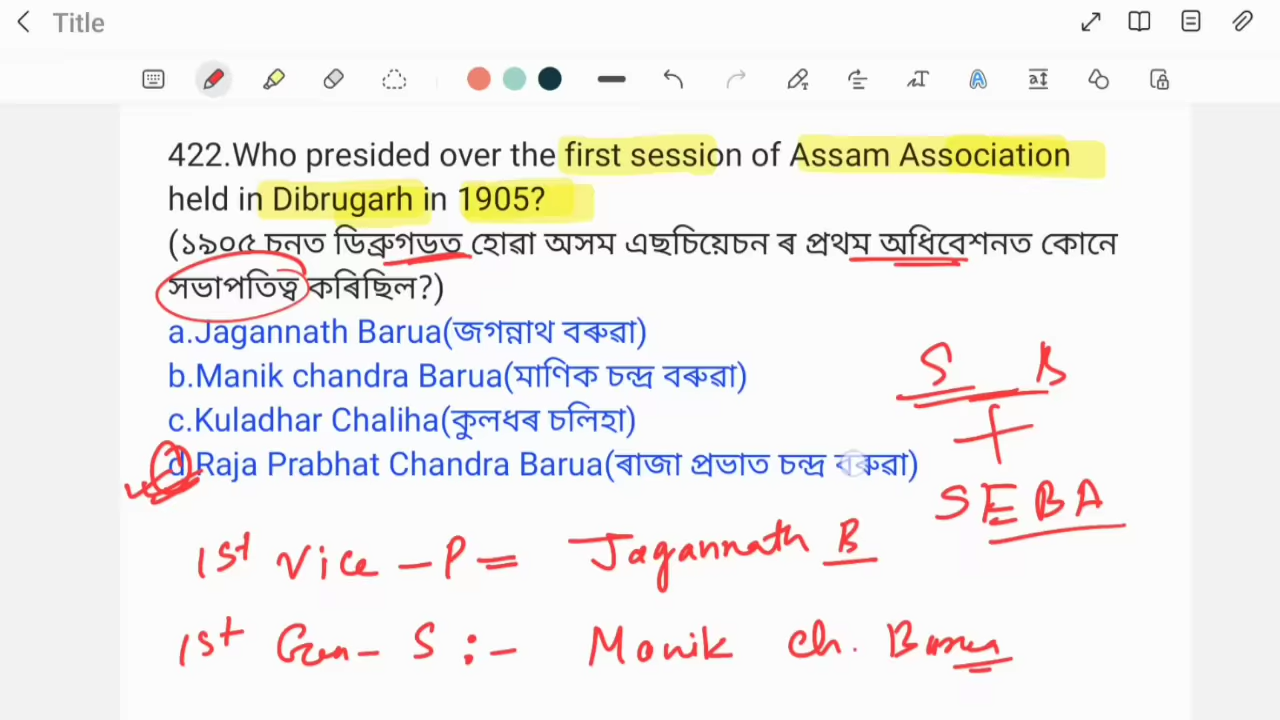 Title
422.Who presided over the first session of Assam Association
held in Dibrugarh in 1905?
(১৯০৫ চনত ডিব্ৰুগডত হোৱা অসম এছচিয়েচন ৰ প্ৰথম অধিবেশনত কোনে
সভাপতিত্ব কৰিছিল?)
a.Jagannath Barua(জগন্নাথ বৰুৱা)
b.Manik chandra Barua(মাণিক চন্দ্ৰ বৰুৱা)
c.Kuladhar Chaliha(কুলধৰ চলিহা)
d.Raja Prabhat Chandra Barua(ৰাজা প্ৰভাত চন্দ্ৰ বৰুৱা)
S B
+
SEBA
1st Vice - P = Jagannath B
1st Gen- S :- Manik Ch. Barua